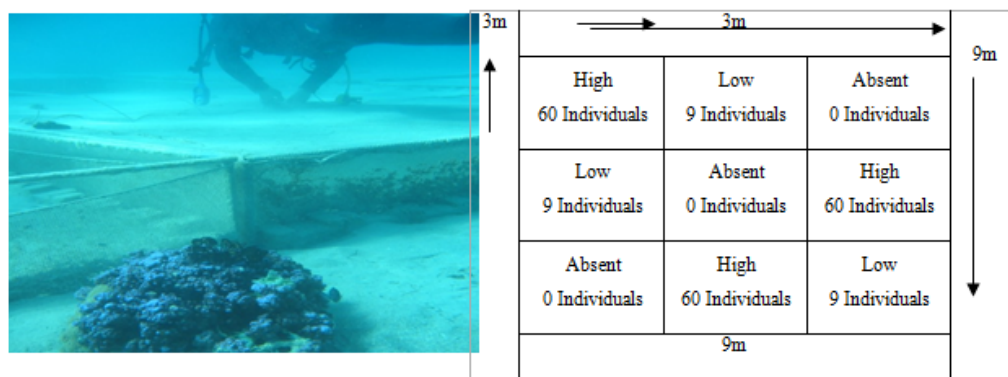 3m
3m
9m
High
60 Individuals
Low
9 Individuals
Absent
0 Individuals
Low
9 Individuals
Absent
0 Individuals
High
60 Individuals
Absent
0 Individuals
High
60 Individuals
Low
9 Individuals
9m